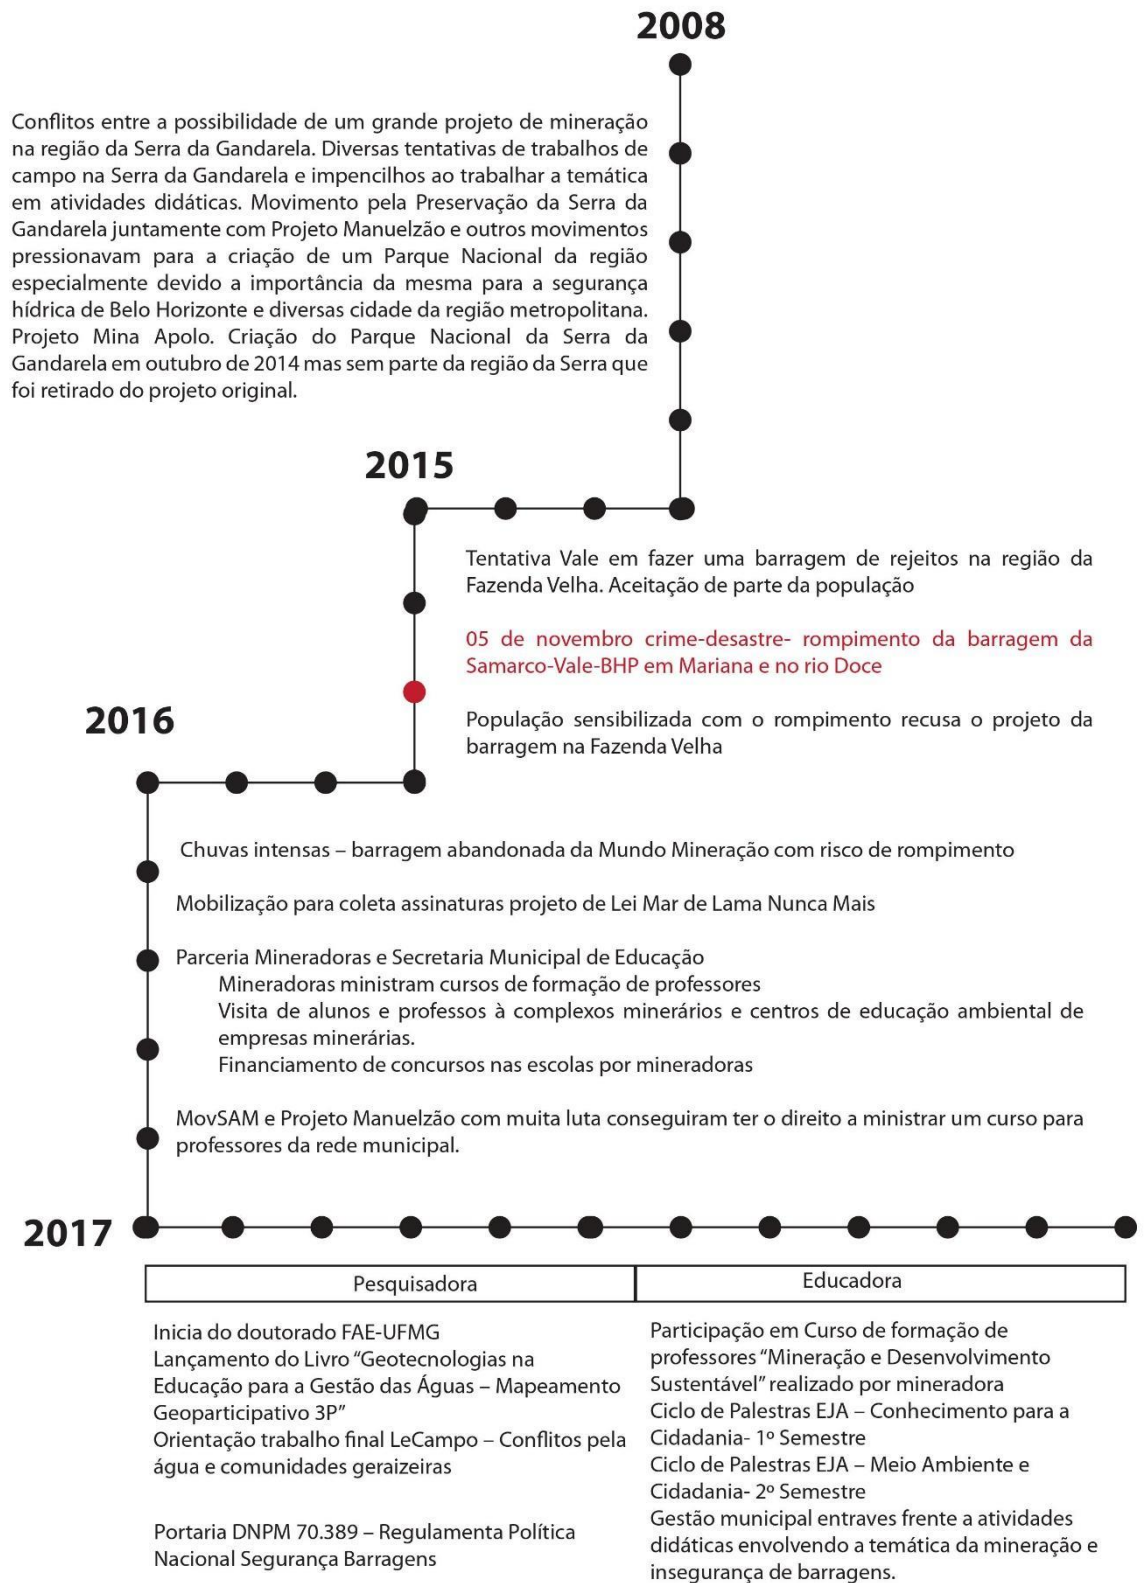 2008
Conflitos entre a possibilidade de um grande projeto de mineração
na região da Serra da Gandarela. Diversas tentativas de trabalhos de
campo na Serra da Gandarela e impencilhos ao trabalhar a temática
em atividades didáticas. Movimento pela Preservação da Serra da
Gandarela juntamente com Projeto Manuelzão e outros movimentos
pressionavam para a criação de um Parque Nacional da região
especialmente devido a importância da mesma para a segurança
hídrica de Belo Horizonte e diversas cidade da região metropolitana.
Projeto Mina Apolo. Criação do Parque Nacional da Serra da
Gandarela em outubro de 2014 mas sem parte da região da Serra que
foi retirado do projeto original.
2015
Tentativa Vale em fazer uma barragem de rejeitos na região da
Fazenda Velha. Aceitação de parte da população
05 de novembro crime-desastre- rompimento da barragem da
Samarco-Vale-BHP em Mariana e no rio Doce
População sensibilizada com o rompimento recusa o projeto da
barragem na Fazenda Velha
2016
Chuvas intensas – barragem abandonada da Mundo Mineração com risco de rompimento
Mobilização para coleta assinaturas projeto de Lei Mar de Lama Nunca Mais
Parceria Mineradoras e Secretaria Municipal de Educação
Mineradoras ministram cursos de formação de professores
Visita de alunos e professos à complexos minerários e centros de educação ambiental de
empresas minerárias.
Financiamento de concursos nas escolas por mineradoras
MovSAM e Projeto Manuelzão com muita luta conseguiram ter o direito a ministrar um curso para
professores da rede municipal.
2017
Pesquisadora
Inicia do doutorado FAE-UFMG
Lançamento do Livro “Geotecnologias na
Educação para a Gestão das Águas – Mapeamento
Geoparticipativo 3P”
Orientação trabalho final LeCampo – Conflitos pela
água e comunidades geraizeiras
Portaria DNPM 70.389 – Regulamenta Política
Nacional Segurança Barragens
Educadora
Participação em Curso de formação de
professores “Mineração e Desenvolvimento
Sustentável” realizado por mineradora
Ciclo de Palestras EJA – Conhecimento para a
Cidadania- 1º Semestre
Ciclo de Palestras EJA – Meio Ambiente e
Cidadania- 2º Semestre
Gestão municipal entraves frente a atividades
didáticas envolvendo a temática da mineração e
insegurança de barragens.